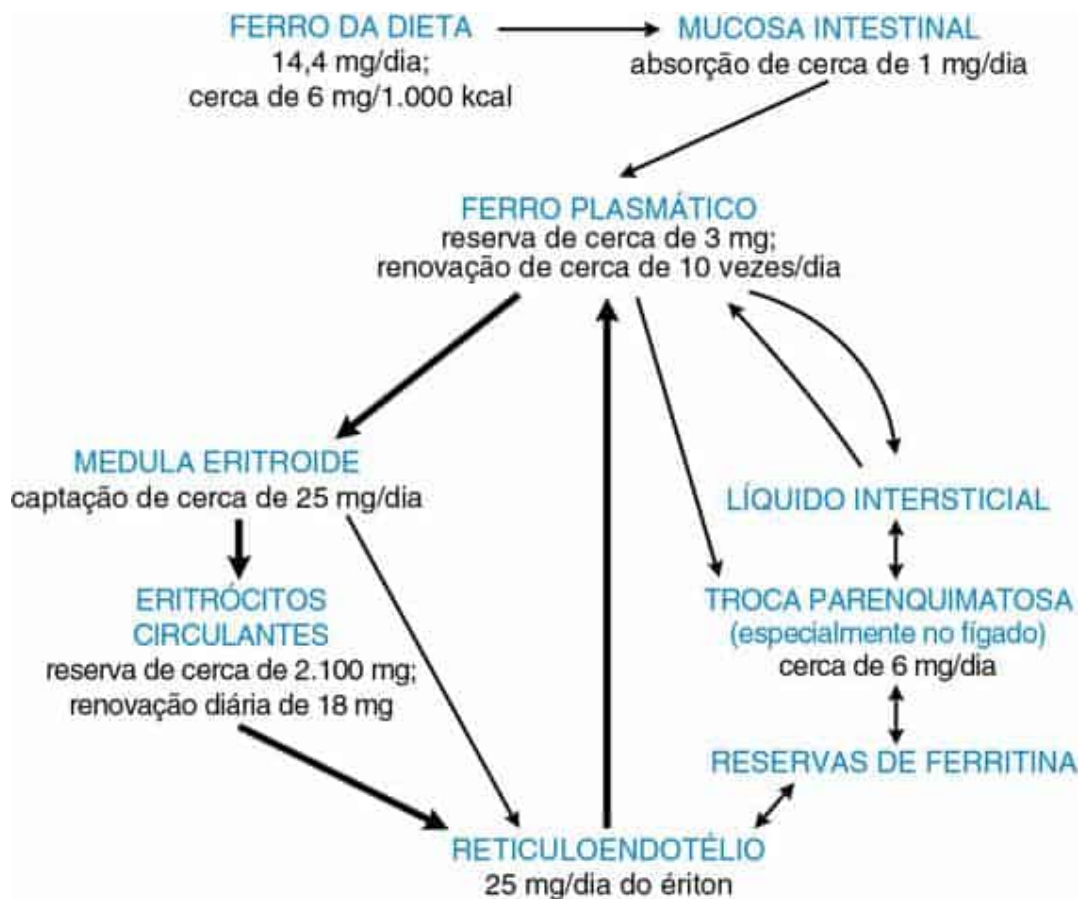 FERRO DA DIETA
14,4 mg/dia;
cerca de 6 mg/1.000 kcal
MUCOSA INTESTINAL
absorção de cerca de 1 mg/dia
FERRO PLASMÁTICO
reserva de cerca de 3 mg;
renovação de cerca de 10 vezes/dia
MEDULA ERITROIDE
captação de cerca de 25 mg/dia
LÍQUIDO INTERSTICIAL
ERITRÓCITOS
CIRCULANTES
reserva de cerca de 2.100 mg;
renovação diária de 18 mg
TROCA PARENQUIMATOSA
(especialmente no fígado)
cerca de 6 mg/dia
RESERVAS DE FERRITINA
RETICULOENDOTÉLIO
25 mg/dia do ériton